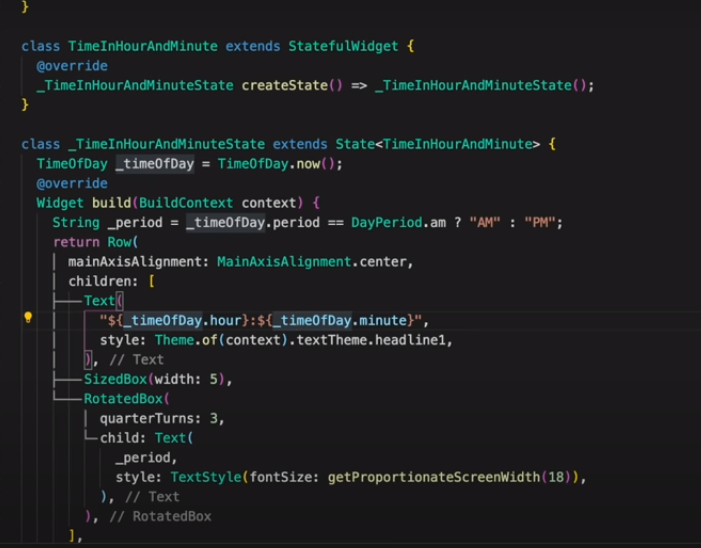 }
class TimeInHourAndMinute extends StatefulWidget {
@override
_TimeInHourAndMinuteState createState() => _TimeInHourAndMinuteState();
}
class _TimeInHourAndMinuteState extends State<TimeInHourAndMinute> {
TimeOfDay _timeOfDay = TimeOfDay.now();
@override
Widget build(BuildContext context) {
String _period = _timeOfDay.period == DayPeriod.am ? "AM" : "PM";
return Row(
mainAxisAlignment: MainAxisAlignment.center,
children: [
Text(
"${_timeOfDay.hour}:${_timeOfDay.minute}",
style: Theme.of(context).textTheme.headline1,
), // Text
SizedBox(width: 5),
RotatedBox(
quarterTurns: 3,
child: Text(
_period,
style: TextStyle(fontSize: getProportionateScreenWidth(18)),
), // Text
), // RotatedBox
],